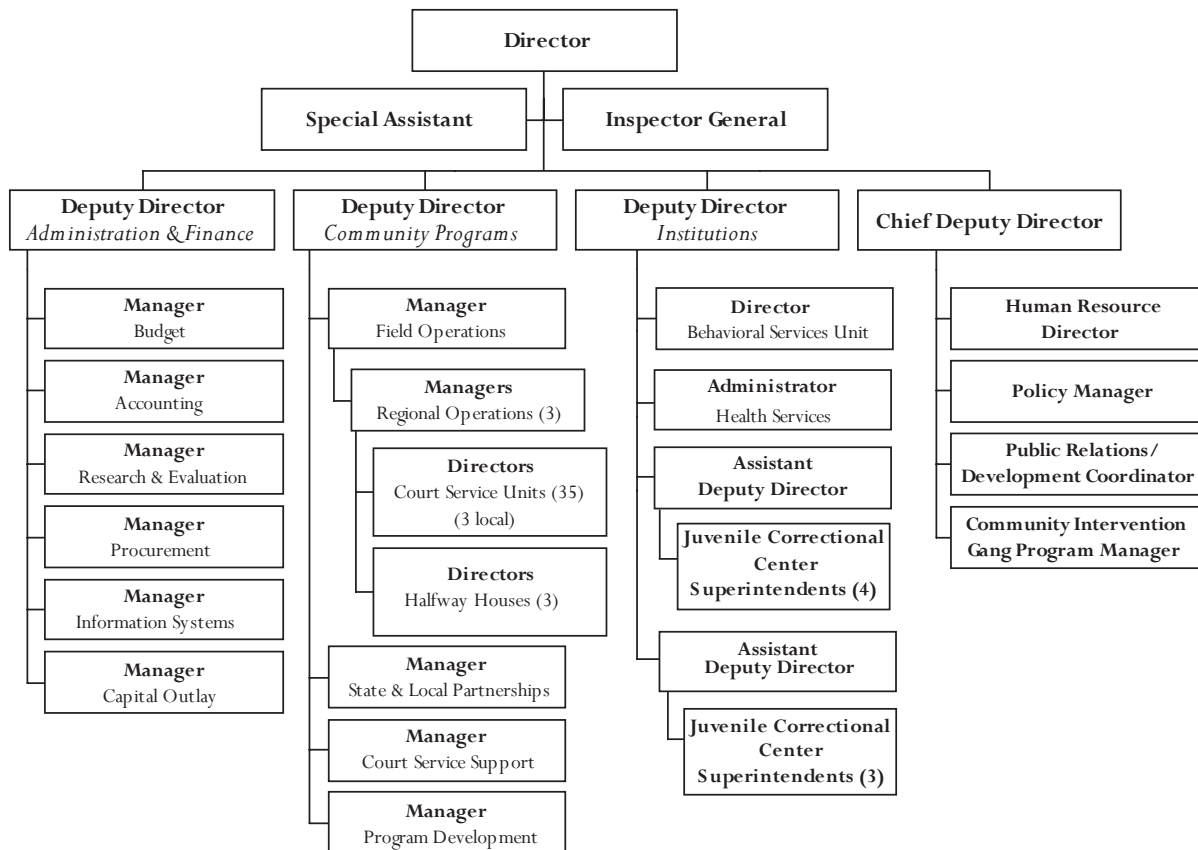 Director
Special Assistant
Inspector General
Deputy Director
Administration & Finance
Deputy Director
Community Programs
Deputy Director
Institutions
Chief Deputy Director
Manager
Budget
Manager
Accounting
Manager
Research & Evaluation
Manager
Procurement
Manager
Information Systems
Manager
Capital Outlay
Manager
Field Operations
Managers
Regional Operations (3)
Directors
Court Service Units (35)
(3 local)
Directors
Halfway Houses (3)
Manager
State & Local Partnerships
Manager
Court Service Support
Manager
Program Development
Director
Behavioral Services Unit
Administrator
Health Services
Assistant
Deputy Director
Juvenile Correctional
Center
Superintendents (4)
Assistant
Deputy Director
Juvenile Correctional
Center
Superintendents (3)
Human Resource
Director
Policy Manager
Public Relations/
Development Coordinator
Community Intervention
Gang Program Manager